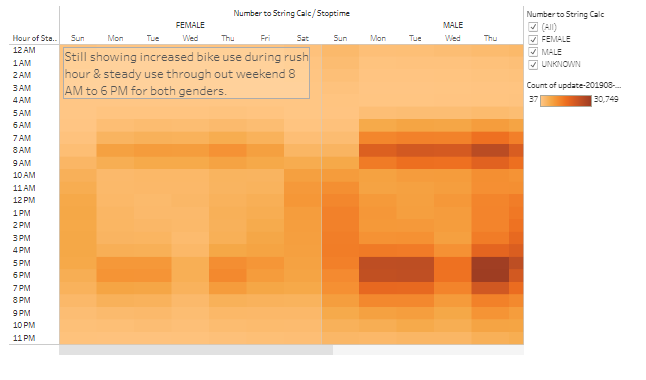 Number to String Calc / Stoptime
FEMALE MALE
Hour of Sta.. Sun Mon Tue Wed Thu Fri Sat Sun Mon Tue Wed Thu
12 AM
1 AM
2 AM
3 AM
4 AM
5 AM
6 AM
7 AM
8 AM
9 AM
10 AM
11 AM
12 PM
1 PM
2 PM
3 PM
4 PM
5 PM
6 PM
7 PM
8 PM
9 PM
10 PM
11 PM
Still showing increased bike use during rush
hour & steady use through out weekend 8
AM to 6 PM for both genders.
Number to String Calc
(All)
FEMALE
MALE
UNKNOWN
Count of update-201908-...
37 30,749